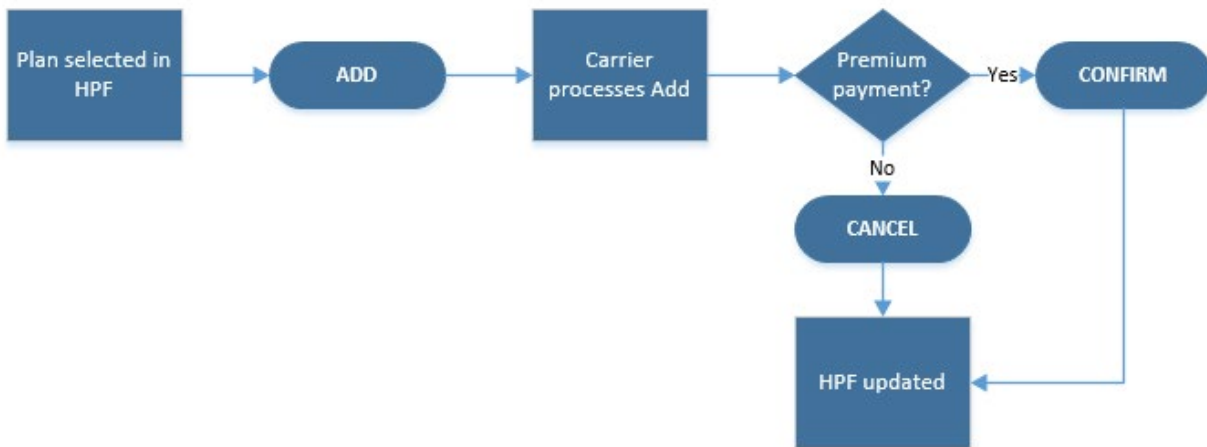 Plan selected in
HPF
ADD
Carrier
processes Add
Premium
payment?
Yes
CONFIRM
No
CANCEL
HPF updated